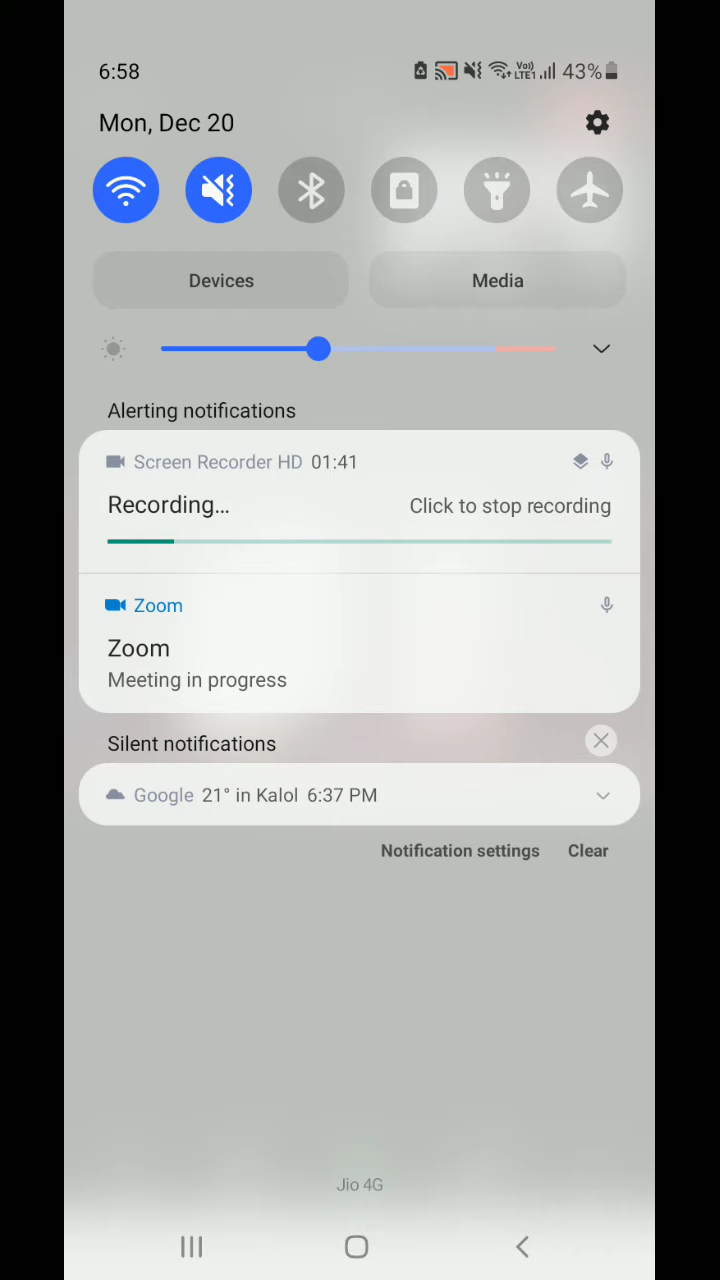 6:58 Vo)) LTE1 43%
Mon, Dec 20
Devices Media
Alerting notifications
Screen Recorder HD 01:41
Recording... Click to stop recording
Zoom
Zoom
Meeting in progress
Silent notifications
Google 21° in Kalol 6:37 PM
Notification settings Clear
Jio 4G